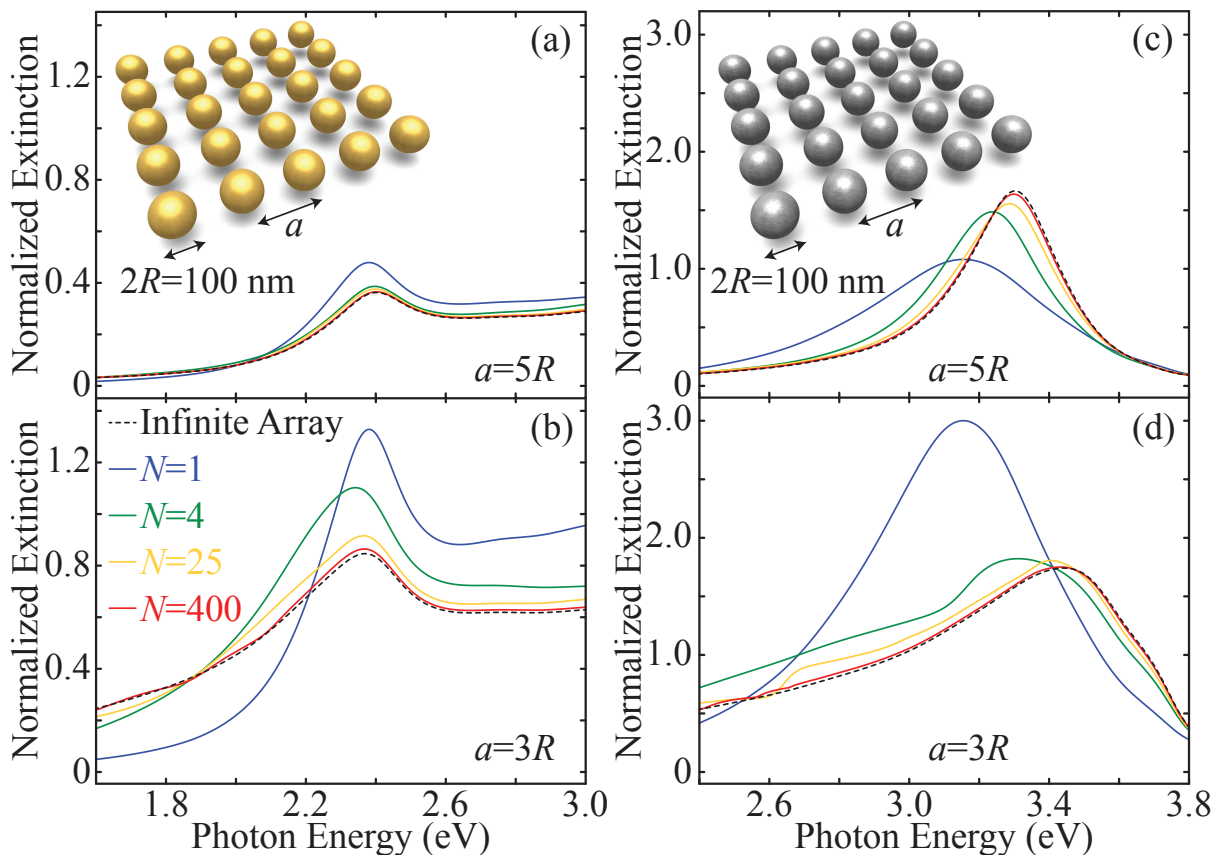 (a)
Normalized Extinction
1.2
0.8
0.4
0
a
2R=100 nm
a=5R
(c)
Normalized Extinction
3.0
2.0
1.0
0
a
2R=100 nm
a=5R
(b)
Normalized Extinction
1.2
0.8
0.4
0
Infinite Array
N=1
N=4
N=25
N=400
a=3R
1.8 2.2 2.6 3.0
Photon Energy (eV)
(d)
Normalized Extinction
3.0
2.0
1.0
0
a=3R
2.6 3.0 3.4 3.8
Photon Energy (eV)